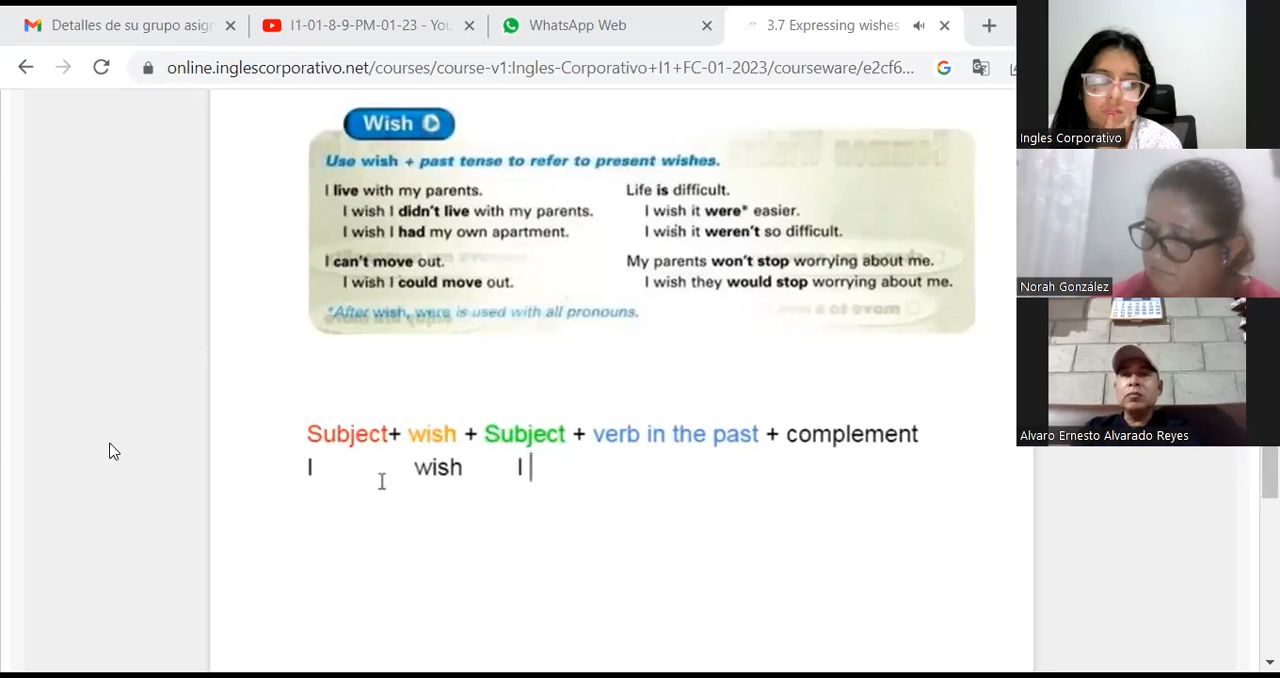 Detalles de su grupo asign
I1-01-8-9-PM-01-23 - You
WhatsApp Web
3.7 Expressing wishes
online.inglescorporativo.net/courses/course-v1:Ingles-Corporativo+I1+FC-01-2023/courseware/e2cf6...
Wish
Use wish + past tense to refer to present wishes.
I live with my parents.
I wish I didn't live with my parents.
I wish I had my own apartment.
I can't move out.
I wish I could move out.
Life is difficult.
I wish it were* easier.
I wish it weren't so difficult.
My parents won't stop worrying about me.
I wish they would stop worrying about me.
*After wish, were is used with all pronouns.
Subject+ wish + Subject + verb in the past + complement
I wish I
Ingles Corporativo
Norah González
Alvaro Ernesto Alvarado Reyes